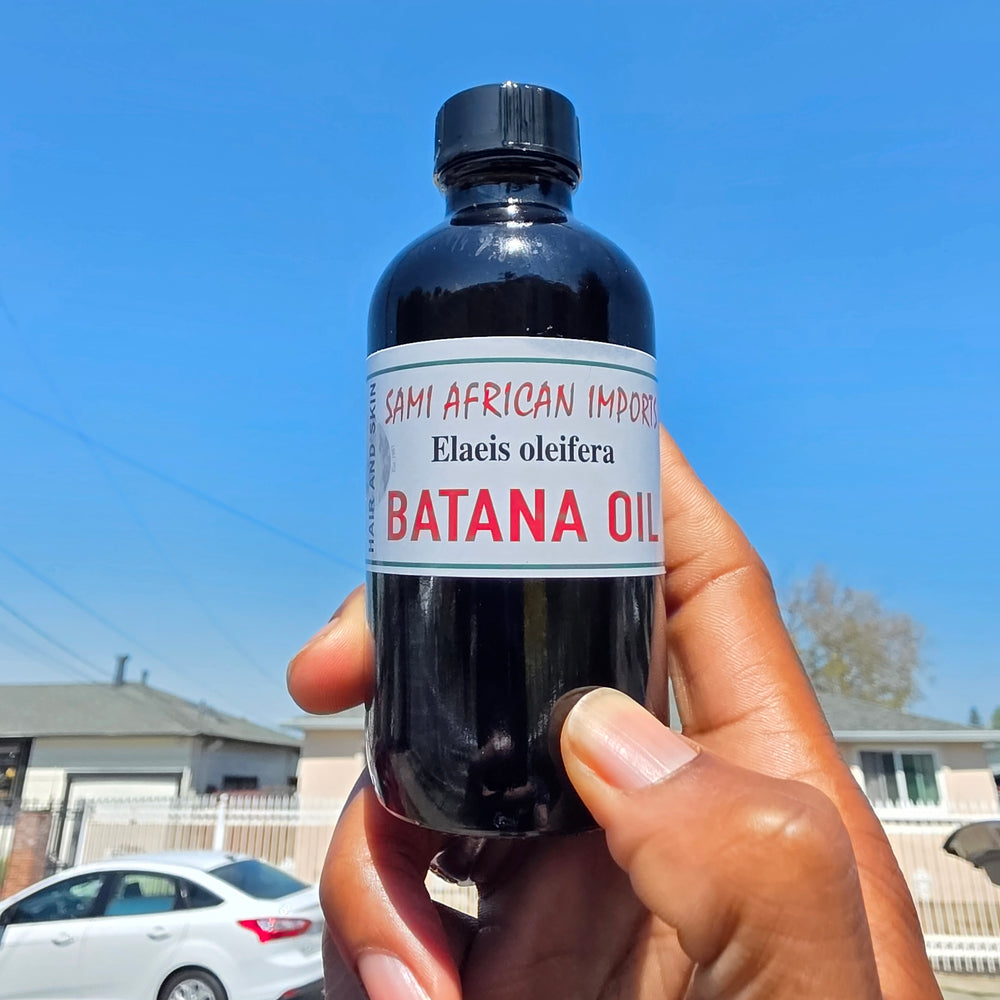 SAMI AFRICAN IMPORTS
Elaeis oleifera
BATANA OIL
HAIR AND SKIN